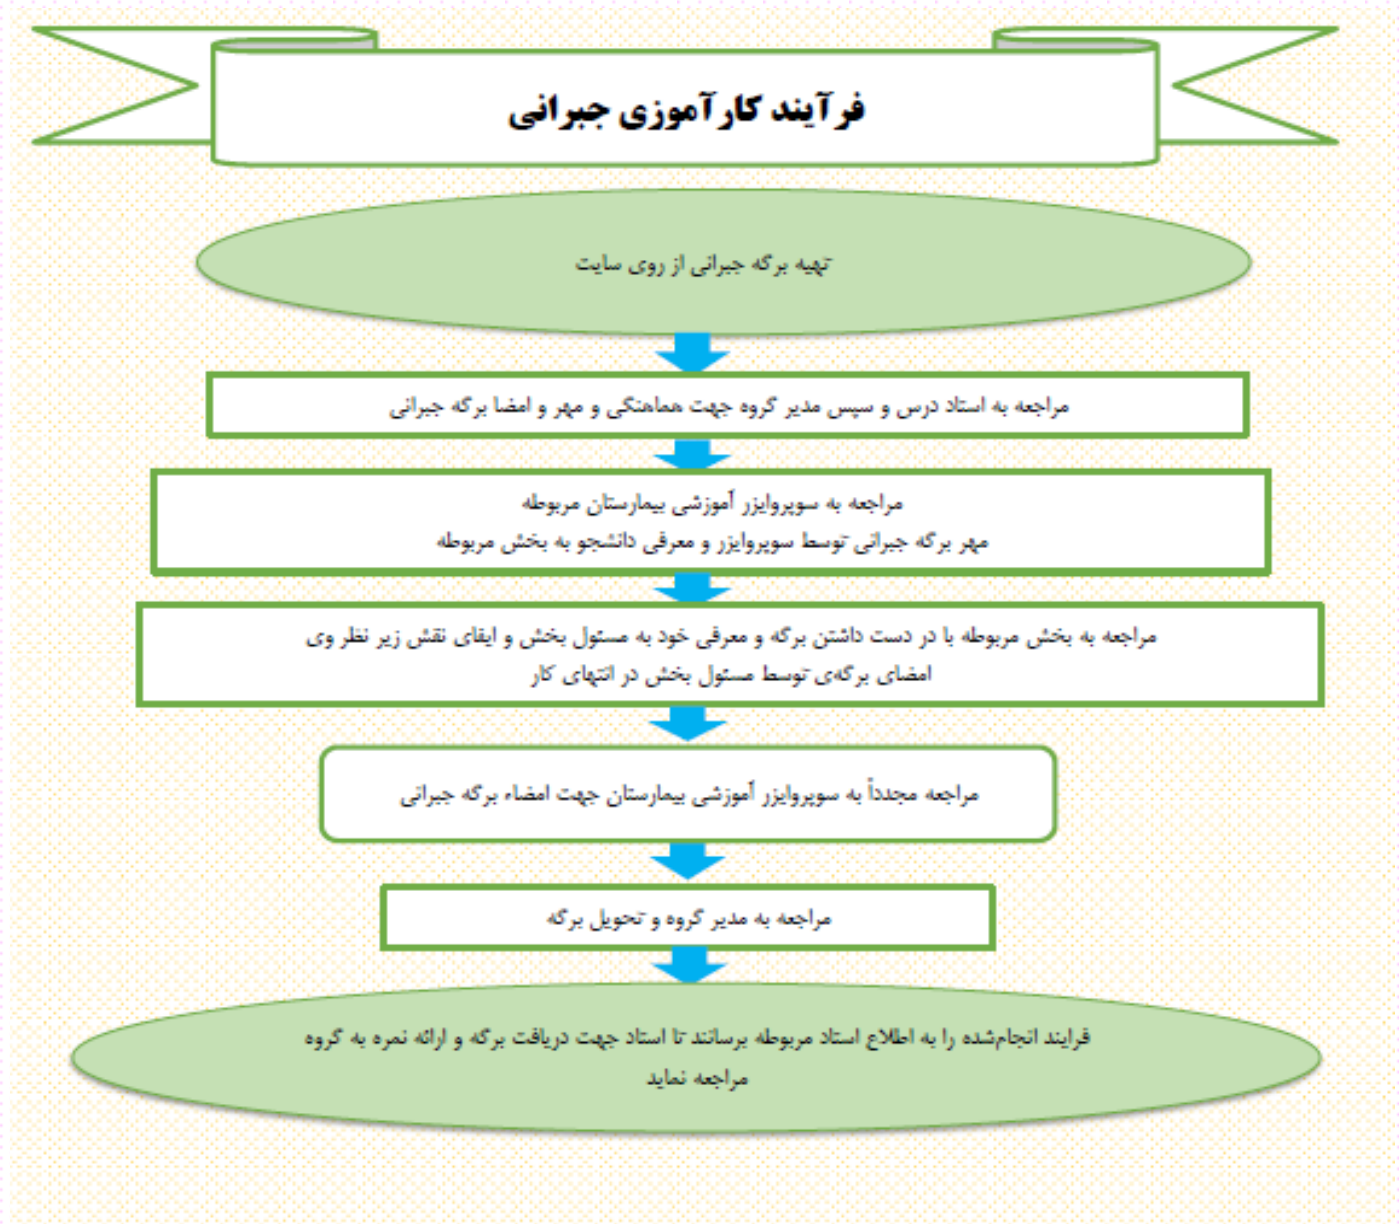 فرآیند کارآموزی جبرانی
تهیه برگه جبرانی از روی سایت
مراجعه به استاد درس و سپس مدیر گروه جهت هماهنگی و مهر و امضا برگه جبرانی
مراجعه به سوپروایزر آموزشی بیمارستان مربوطه
مهر برگه جبرانی توسط سوپروایزر و معرفی دانشجو به بخش مربوطه
مراجعه به بخش مربوطه با در دست داشتن برگه و معرفی خود به مسئول بخش و ایفای نقش زیر نظر وی
امضای برگه‌ی توسط مسئول بخش در انتهای کار
مراجعه مجدداً به سوپروایزر آموزشی بیمارستان جهت امضاء برگه جبرانی
مراجعه به مدیر گروه و تحویل برگه
فرایند انجام‌شده را به اطلاع استاد مربوطه برسانند تا استاد جهت دریافت برگه و ارائه نمره به گروه
مراجعه نماید